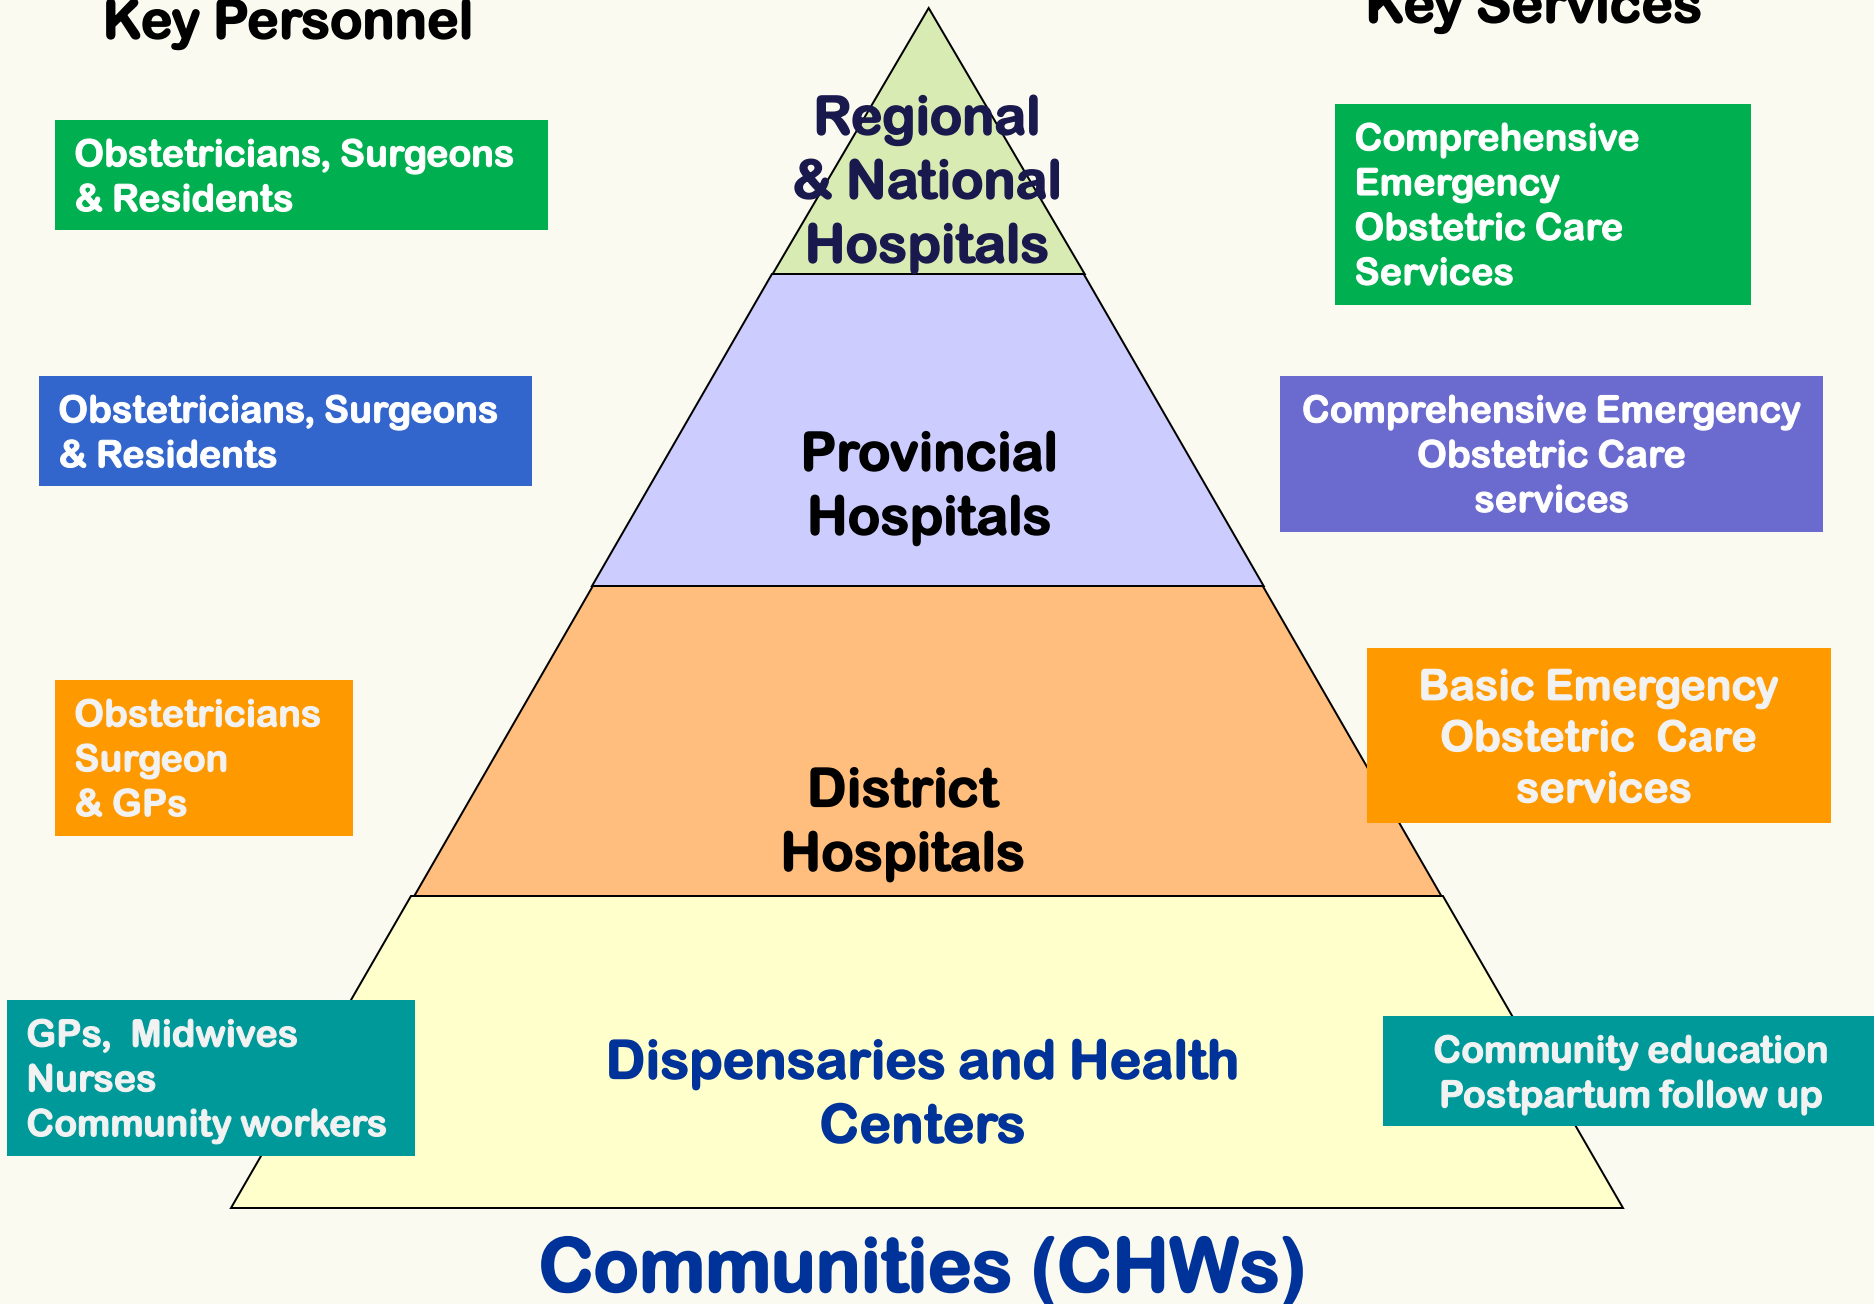 Key Personnel
Key Services
Regional
& National
Hospitals
Obstetricians, Surgeons
& Residents
Comprehensive
Emergency
Obstetric Care
Services
Obstetricians, Surgeons
& Residents
Provincial
Hospitals
Comprehensive Emergency
Obstetric Care
services
Obstetricians
Surgeon
& GPs
District
Hospitals
Basic Emergency
Obstetric Care
services
GPs, Midwives
Nurses
Community workers
Dispensaries and Health
Centers
Community education
Postpartum follow up
Communities (CHWs)